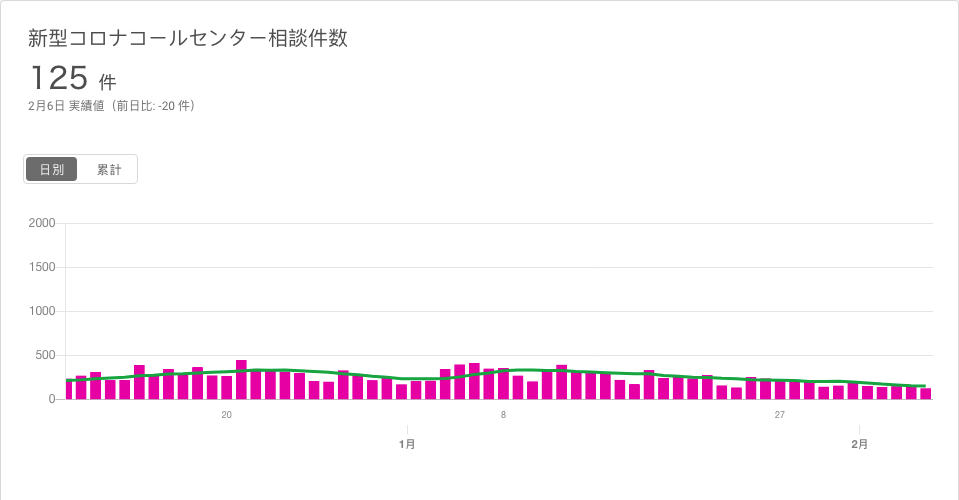 新型コロナコールセンター相談件数
125 件
2月6日 実績値（前日比: -20 件）
日別 累計
2000
1500
1000
500
0
20 8 27
1月 2月